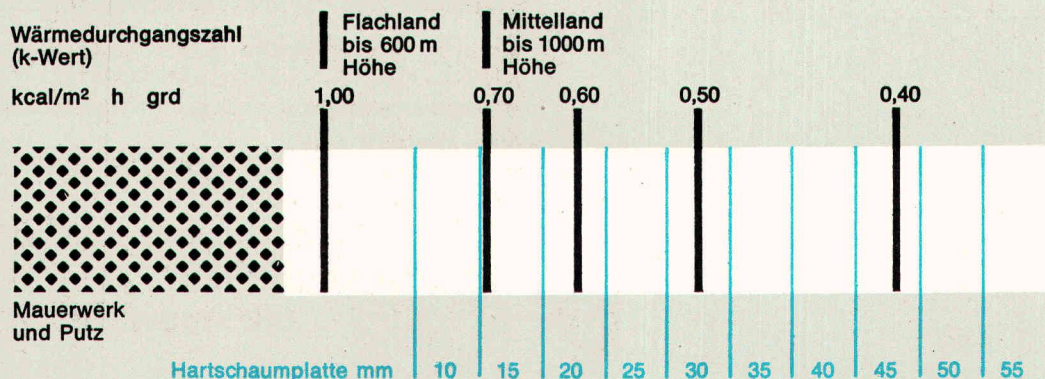 Wärmedurchgangszahl
(k-Wert)
kcal/m² h grd
Flachland
bis 600 m
Höhe
Mittelland
bis 1000 m
Höhe
1,00 0,70 0,60 0,50 0,40
Mauerwerk
und Putz
Hartschaumplatte mm 10 15 20 25 30 35 40 45 50 55